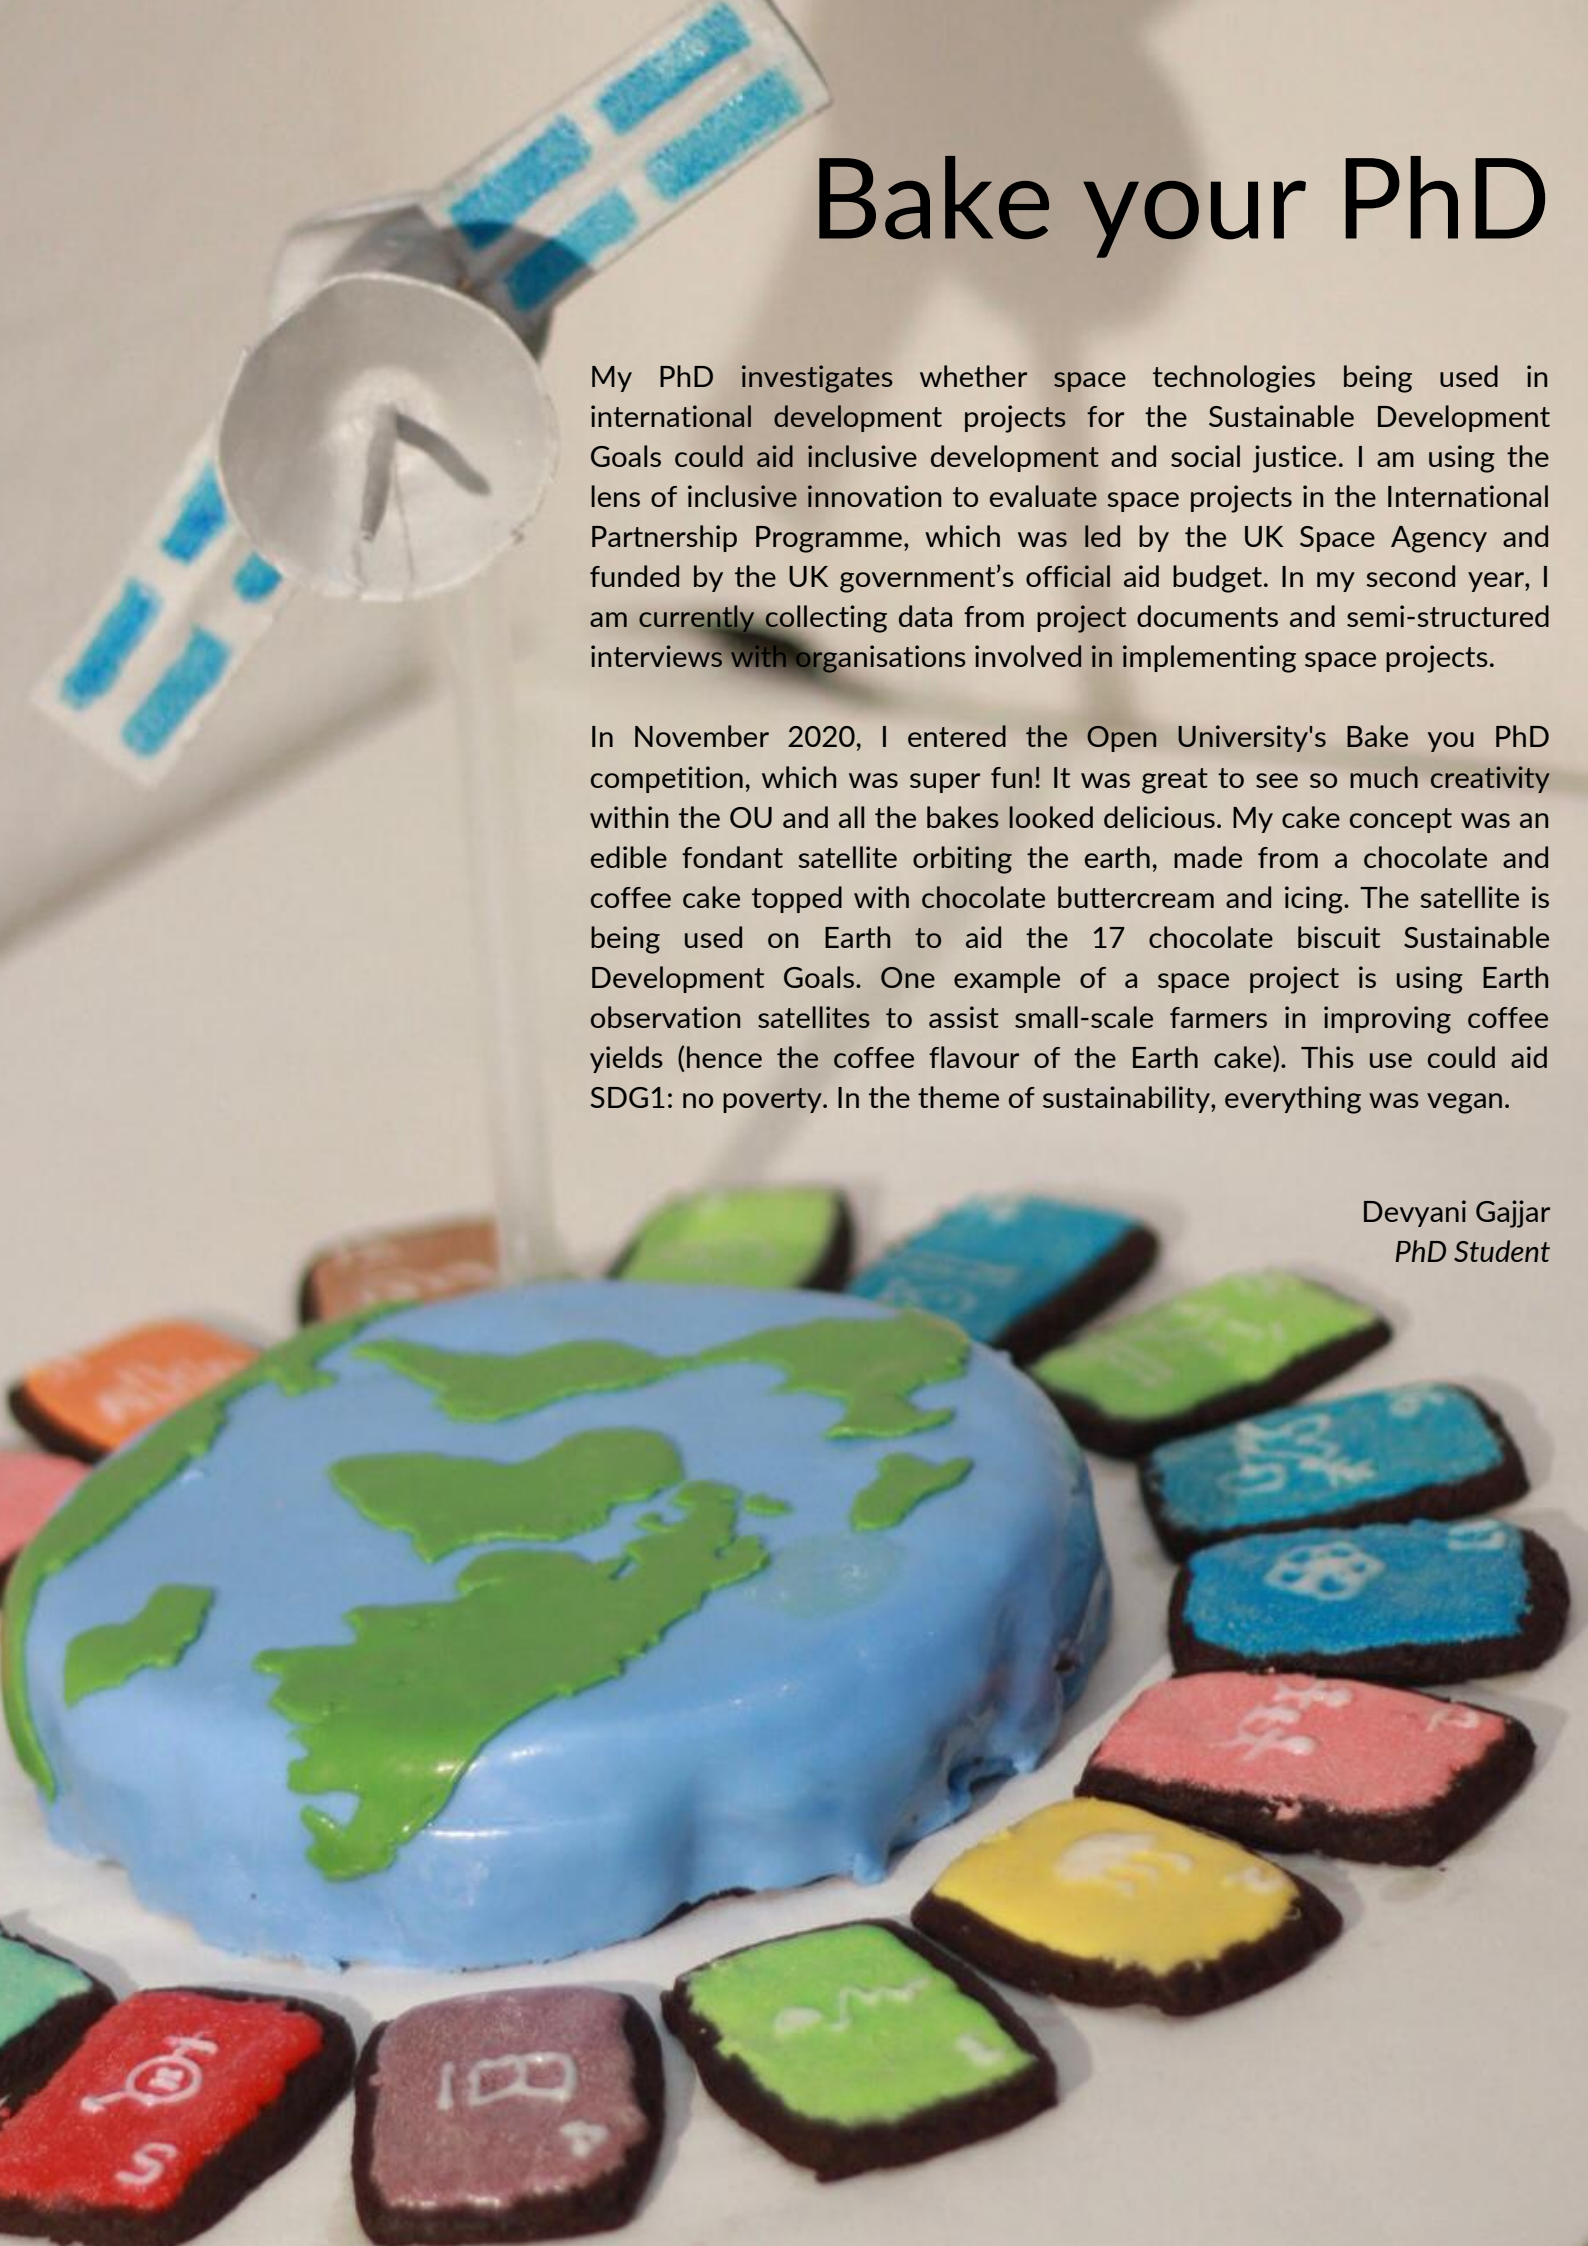 Bake your PhD
My PhD investigates whether space technologies being used in
international development projects for the Sustainable Development
Goals could aid inclusive development and social justice. I am using the
lens of inclusive innovation to evaluate space projects in the International
Partnership Programme, which was led by the UK Space Agency and
funded by the UK government’s official aid budget. In my second year, I
am currently collecting data from project documents and semi-structured
interviews with organisations involved in implementing space projects.
In November 2020, I entered the Open University's Bake you PhD
competition, which was super fun! It was great to see so much creativity
within the OU and all the bakes looked delicious. My cake concept was an
edible fondant satellite orbiting the earth, made from a chocolate and
coffee cake topped with chocolate buttercream and icing. The satellite is
being used on Earth to aid the 17 chocolate biscuit Sustainable
Development Goals. One example of a space project is using Earth
observation satellites to assist small-scale farmers in improving coffee
yields (hence the coffee flavour of the Earth cake). This use could aid
SDG1: no poverty. In the theme of sustainability, everything was vegan.
Devyani Gajjar
PhD Student
17
2
3
4
5